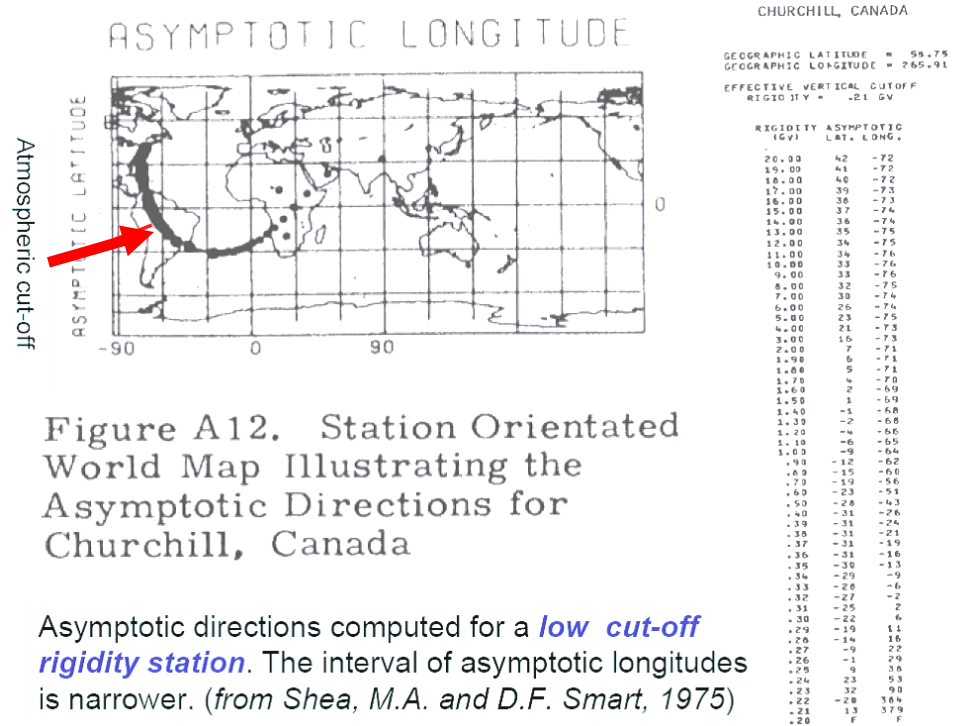 ASYMPTOTIC LONGITUDE
ASYMPTOTIC LATITUDE
Atmospheric cut-off
-90 0 90
0
Figure A12. Station Orientated
World Map Illustrating the
Asymptotic Directions for
Churchill, Canada
Asymptotic directions computed for a low cut-off
rigidity station. The interval of asymptotic longitudes
is narrower. (from Shea, M.A. and D.F. Smart, 1975)
CHURCHILL, CANADA
GEOGRAPHIC LATITUDE = 58.75
GEOGRAPHIC LONGITUDE = 265.91
EFFECTIVE VERTICAL CUTOFF
RIGIDITY = .21 GV
RIGIDITY ASYMPTOTIC
(GV) LAT. LONG.
20.00 42 -72
19.00 41 -72
18.00 40 -72
17.00 39 -73
16.00 38 -73
15.00 37 -74
14.00 36 -74
13.00 35 -75
12.00 34 -75
11.00 34 -76
10.00 33 -76
9.00 33 -76
8.00 32 -75
7.00 30 -74
6.00 26 -74
5.00 23 -75
4.00 21 -73
3.00 16 -73
2.00 7 -71
1.90 6 -71
1.80 5 -71
1.70 4 -70
1.60 2 -69
1.50 1 -69
1.40 -1 -68
1.30 -2 -68
1.20 -4 -66
1.10 -6 -65
1.00 -9 -64
.90 -12 -62
.80 -15 -60
.70 -19 -56
.60 -23 -51
.50 -28 -43
.40 -31 -26
.39 -31 -24
.38 -31 -21
.37 -31 -19
.36 -31 -16
.35 -30 -13
.34 -29 -9
.33 -28 -6
.32 -27 -2
.31 -25 2
.30 -22 6
.29 -19 11
.28 -14 16
.27 -9 22
.26 -1 29
.25 9 38
.24 23 53
.23 32 90
.22 -20 364
.21 13 379
.20 F